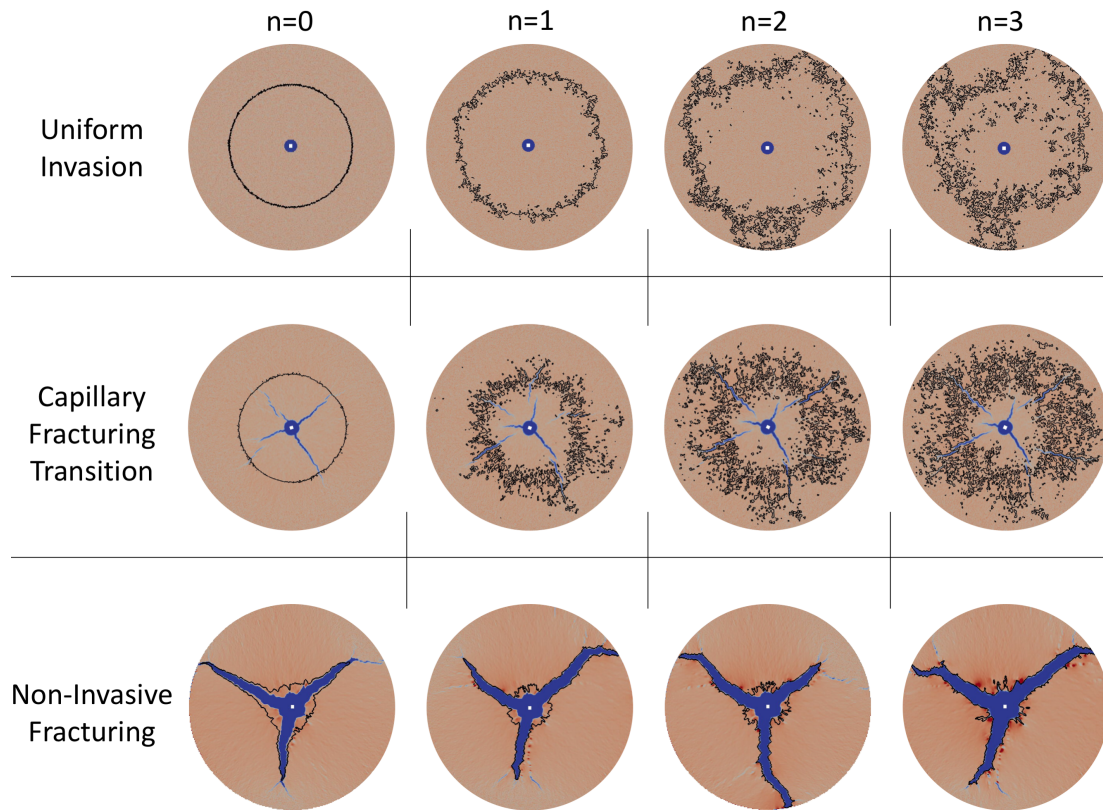 n=0 n=1 n=2 n=3
Uniform
Invasion
Capillary
Fracturing
Transition
Non-Invasive
Fracturing